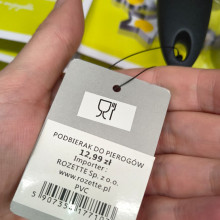 PODBIERAK DO PIEROGÓW
12,99 zł
Importer:
ROZETTE Sp. z o.o.
www.rozette.pl
PVC